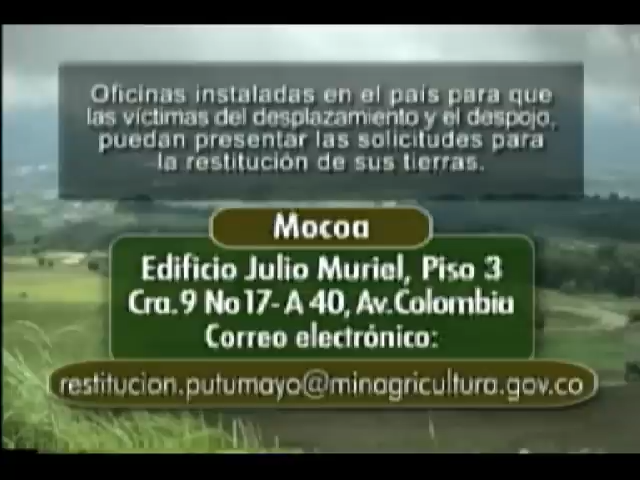 Oficinas instaladas en el país para que
las víctimas del desplazamiento y el despojo,
puedan presentar las solicitudes para
la restitución de sus tierras.
Mocoa
Edificio Julio Muriel, Piso 3
Cra.9 No 17- A 40, Av.Colombia
Correo electrónico:
restitucion.putumayo@minagricultura.gov.co